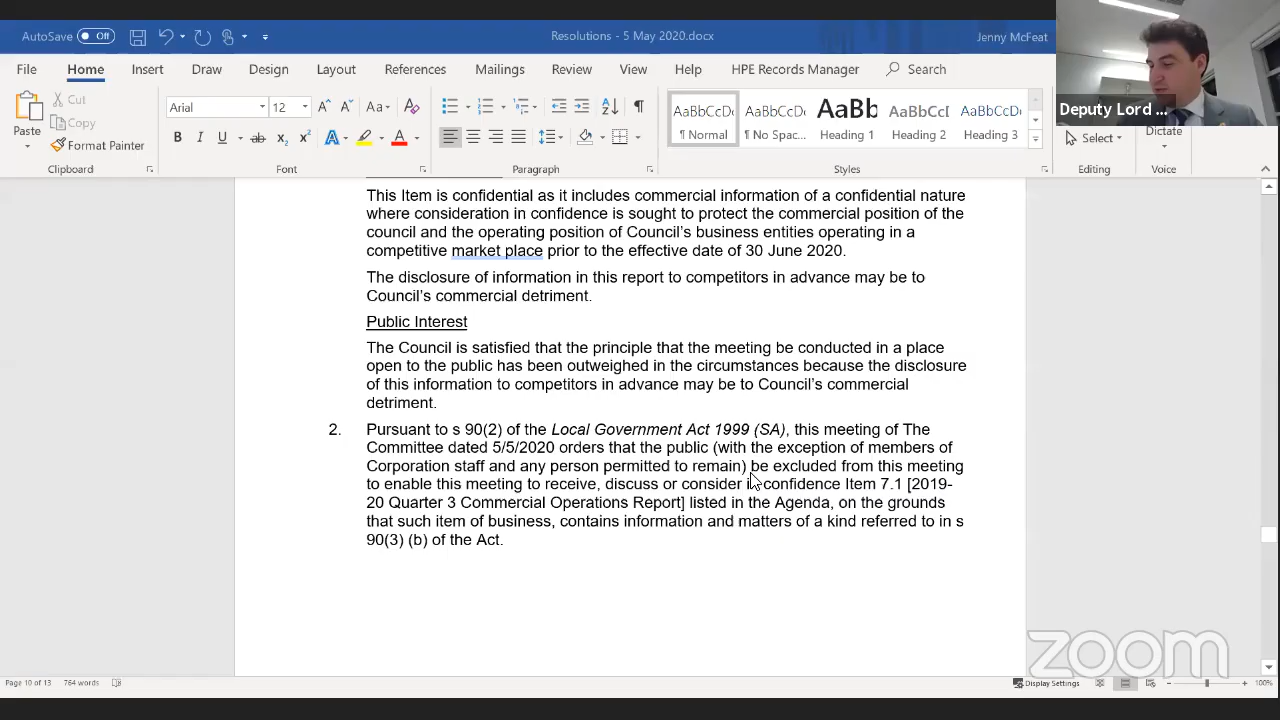 AutoSave Off
Resolutions - 5 May 2020.docx
Jenny McFeat
Deputy Lord ...
File Home Insert Draw Design Layout References Mailings Review View Help HPE Records Manager Search
Paste
Cut
Copy
Format Painter
Clipboard
Arial 12
Font
Paragraph
AaBbCcDc AaBbCcDc AaBb AaBbCcD AaBbCcD
¶ Normal ¶ No Spac... Heading 1 Heading 2 Heading 3
Styles
Select
Editing
Dictate
Voice
This Item is confidential as it includes commercial information of a confidential nature
where consideration in confidence is sought to protect the commercial position of the
council and the operating position of Council's business entities operating in a
competitive market place prior to the effective date of 30 June 2020.
The disclosure of information in this report to competitors in advance may be to
Council's commercial detriment.
Public Interest
The Council is satisfied that the principle that the meeting be conducted in a place
open to the public has been outweighed in the circumstances because the disclosure
of this information to competitors in advance may be to Council's commercial
detriment.
2. Pursuant to s 90(2) of the Local Government Act 1999 (SA), this meeting of The
Committee dated 5/5/2020 orders that the public (with the exception of members of
Corporation staff and any person permitted to remain) be excluded from this meeting
to enable this meeting to receive, discuss or consider in confidence Item 7.1 [2019-
20 Quarter 3 Commercial Operations Report] listed in the Agenda, on the grounds
that such item of business, contains information and matters of a kind referred to in s
90(3) (b) of the Act.
zoom
Page 10 of 13 764 words
Display Settings
100%